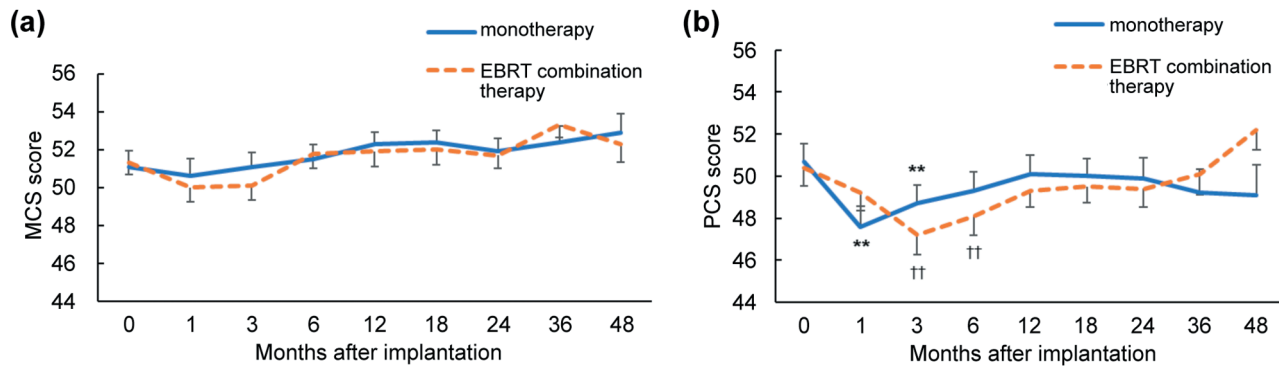 (a)
monotherapy
EBRT combination
therapy
56
54
52
50
48
46
44
MCS score
0 1 3 6 12 18 24 36 48
Months after implantation
(b)
monotherapy
EBRT combination
therapy
56
54
52
50
48
46
44
PCS score
**
**
††
††
0 1 3 6 12 18 24 36 48
Months after implantation